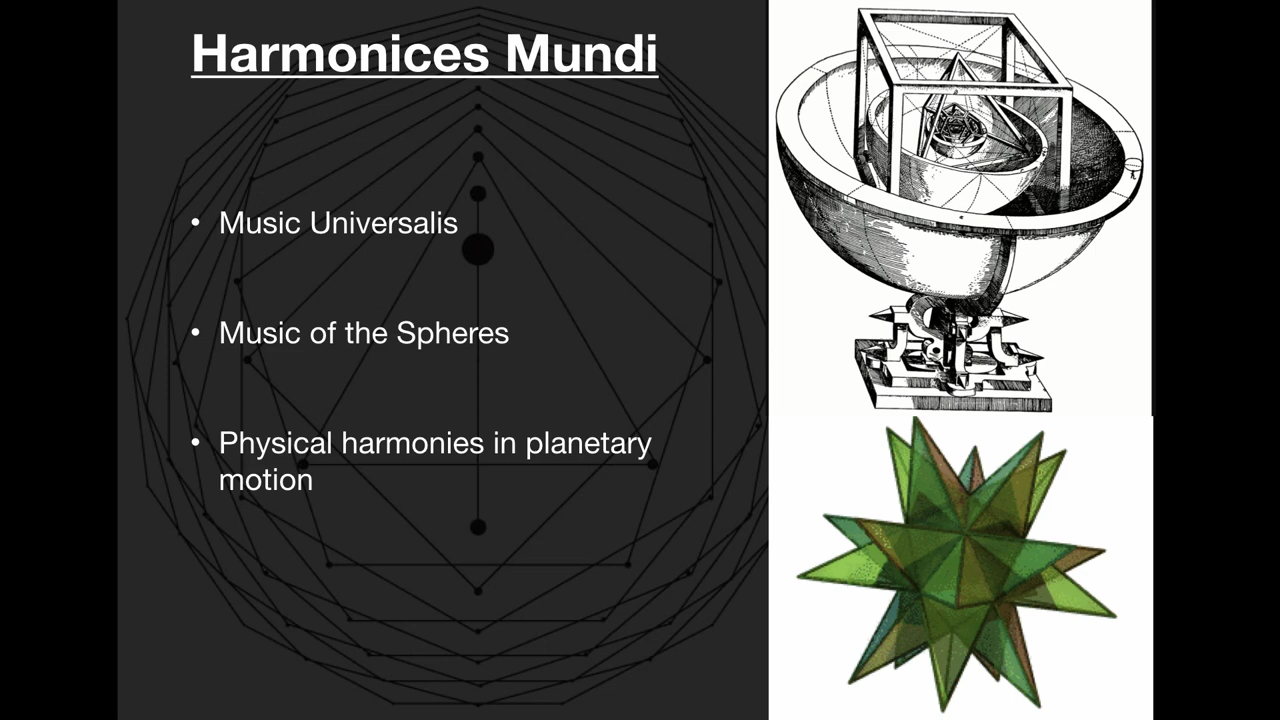 Harmonices Mundi
• Music Universalis
• Music of the Spheres
• Physical harmonies in planetary
motion